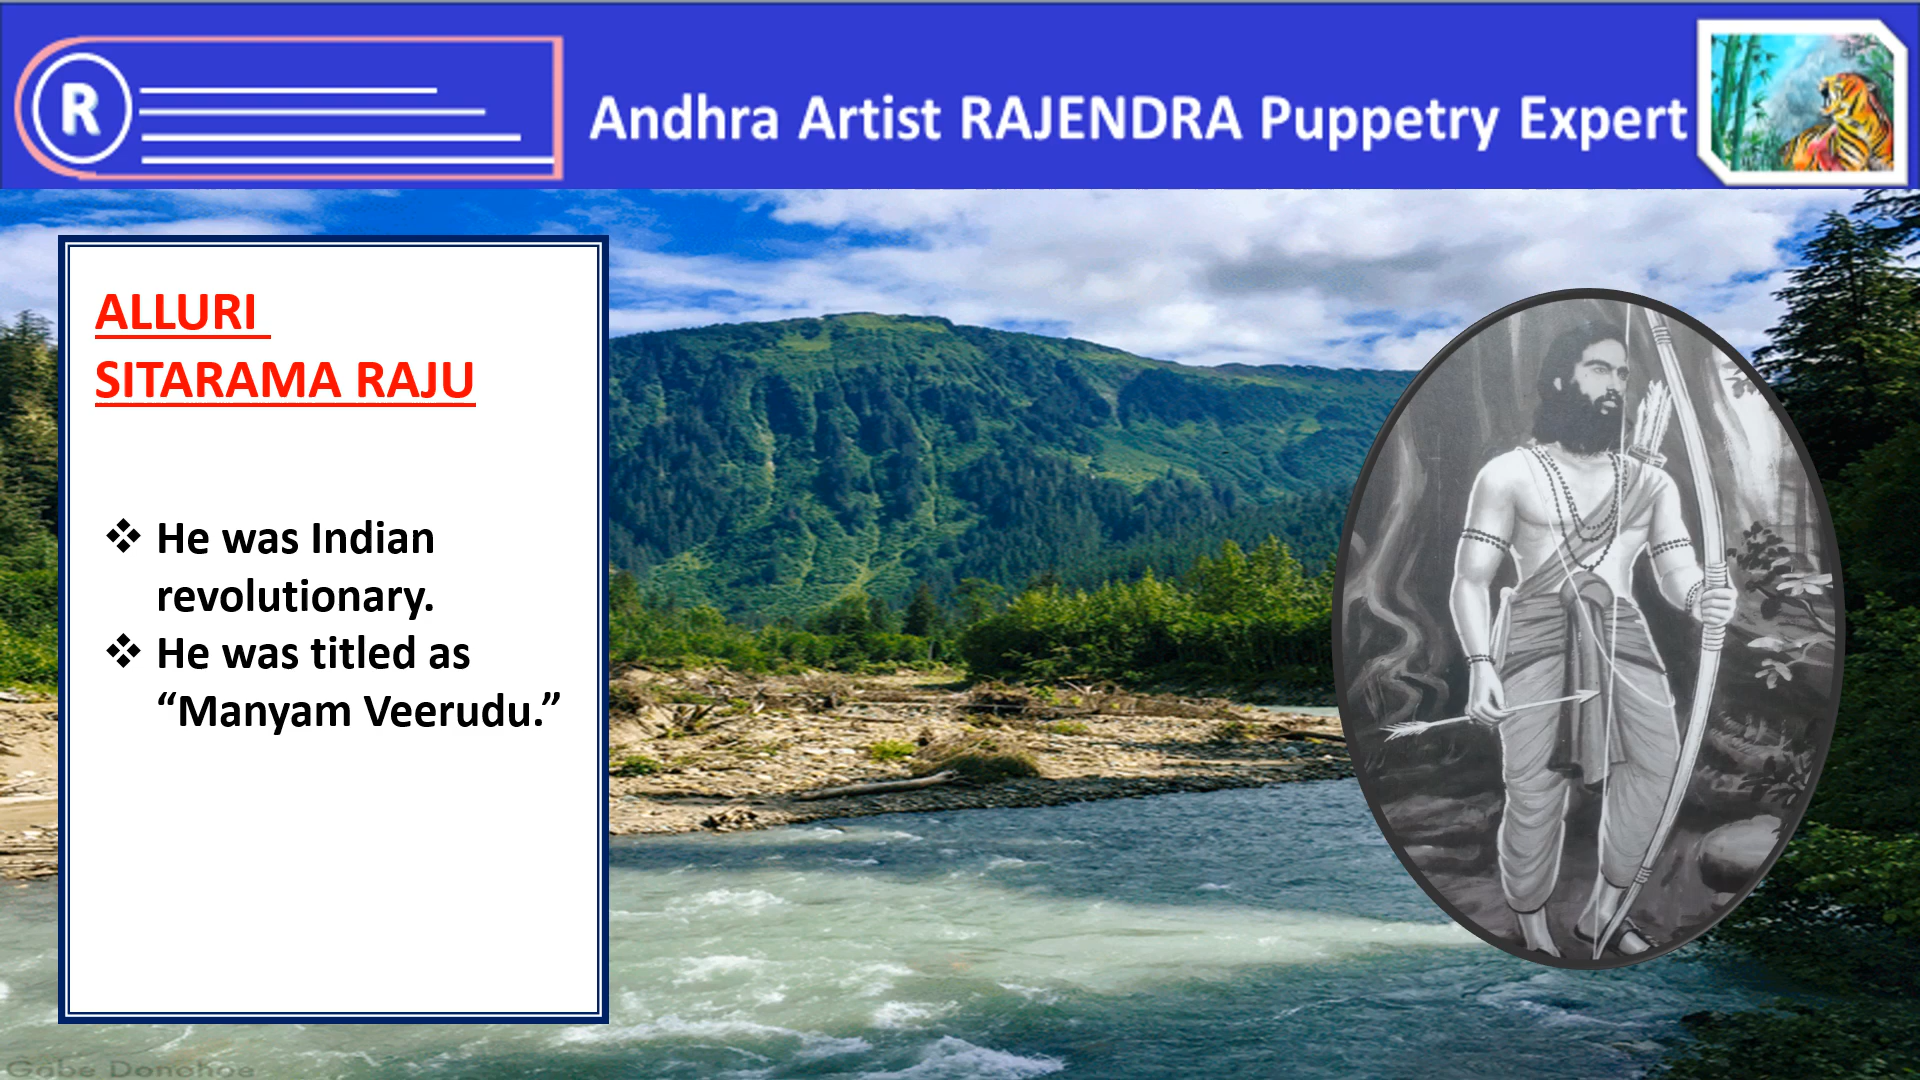 R
Andhra Artist RAJENDRA Puppetry Expert
ALLURI
SITARAMA RAJU
❖ He was Indian
revolutionary.
❖ He was titled as
“Manyam Veerudu.”
Gabe Donohoe